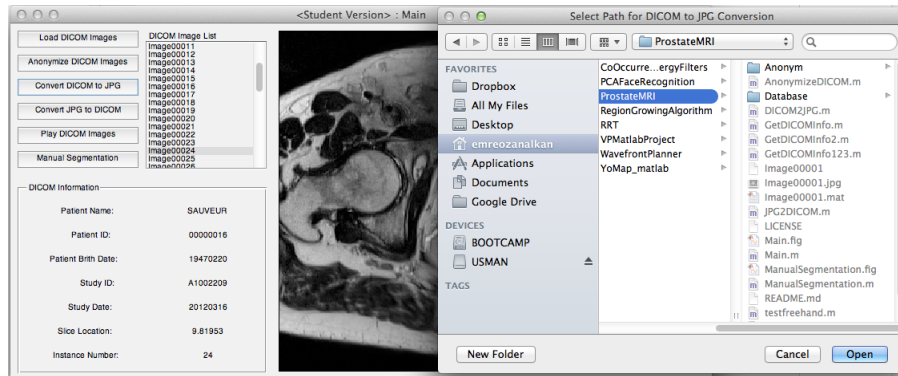 <Student Version> : Main
Load DICOM Images
Anonymize DICOM Images
Convert DICOM to JPG
Convert JPG to DICOM
Play DICOM Images
Manual Segmentation
DICOM Image List
Image00011
Image00012
Image00013
Image00014
Image00015
Image00016
Image00017
Image00018
Image00019
Image00020
Image00021
Image00022
Image00023
Image00024
Image00025
Image00026
DICOM Information
Patient Name: SAUVEUR
Patient ID: 00000016
Patient Brith Date: 19470220
Study ID: A1002209
Study Date: 20120316
Slice Location: 9.81953
Instance Number: 24
Select Path for DICOM to JPG Conversion
ProstateMRI
FAVORITES
Dropbox
All My Files
Desktop
emreozanalkan
Applications
Documents
Google Drive
DEVICES
BOOTCAMP
USMAN
TAGS
CoOccurre...ergyFilters
PCAFaceRecognition
ProstateMRI
RegionGrowingAlgorithm
RRT
VPMatlabProject
WavefrontPlanner
YoMap_matlab
Anonym
AnonymizeDICOM.m
Database
DICOM2JPG.m
GetDICOMInfo.m
GetDICOMInfo2.m
GetDICOMInfo123.m
Image00001
Image00001.jpg
Image00001.mat
JPG2DICOM.m
LICENSE
Main.fig
Main.m
ManualSegmentation.fig
ManualSegmentation.m
README.md
testfreehand.m
New Folder
Cancel
Open